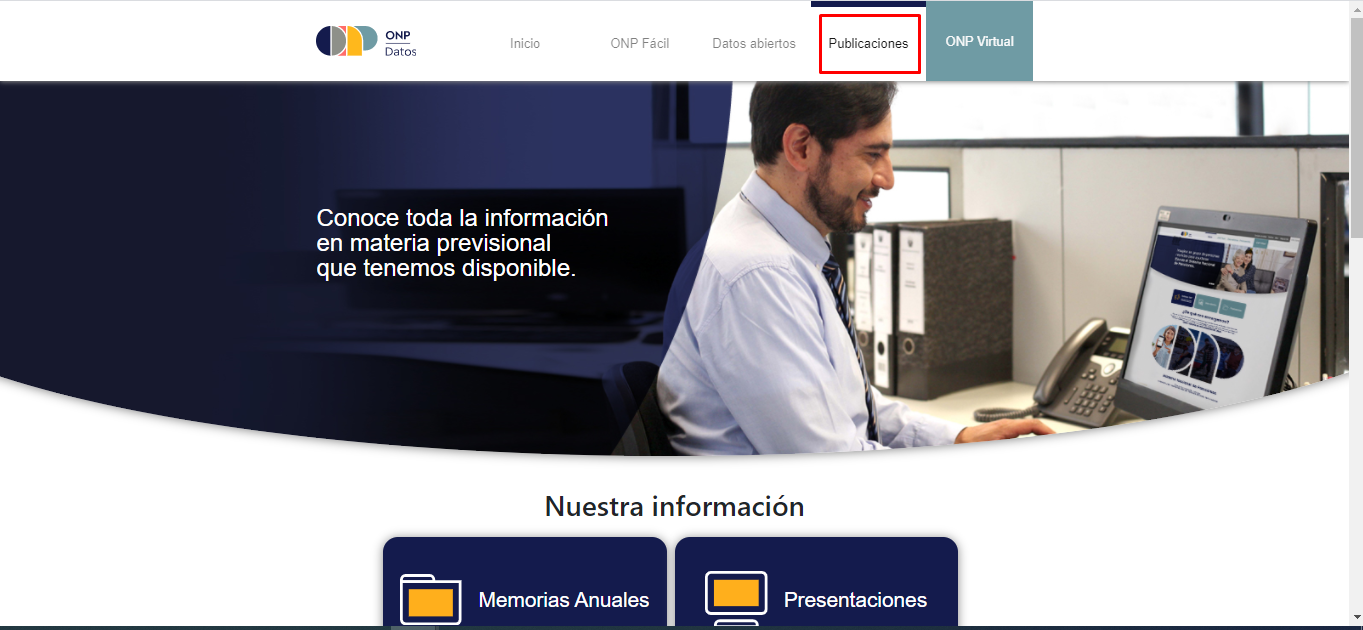 ONP
Datos
Inicio
ONP Fácil
Datos abiertos
Publicaciones
ONP Virtual
Conoce toda la información
en materia previsional
que tenemos disponible.
Nuestra información
Memorias Anuales
Presentaciones